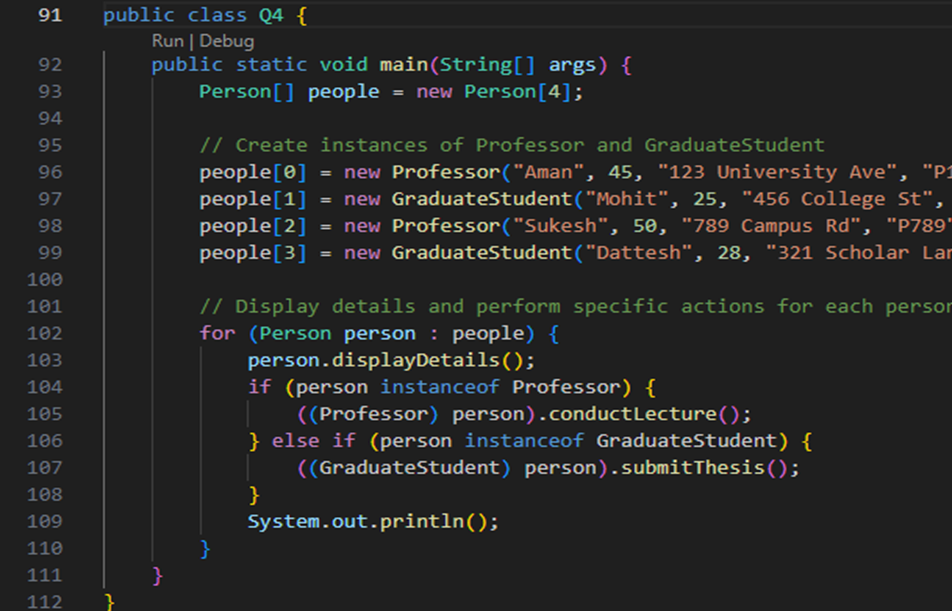 91 public class Q4 {
Run | Debug
92 public static void main(String[] args) {
93 Person[] people = new Person[4];
94
95 // Create instances of Professor and GraduateStudent
96 people[0] = new Professor("Aman", 45, "123 University Ave", "P1
97 people[1] = new GraduateStudent("Mohit", 25, "456 College St",
98 people[2] = new Professor("Sukesh", 50, "789 Campus Rd", "P789"
99 people[3] = new GraduateStudent("Dattesh", 28, "321 Scholar Lan
100
101 // Display details and perform specific actions for each person
102 for (Person person : people) {
103 person.displayDetails();
104 if (person instanceof Professor) {
105 ((Professor) person).conductLecture();
106 } else if (person instanceof GraduateStudent) {
107 ((GraduateStudent) person).submitThesis();
108 }
109 System.out.println();
110 }
111 }
112 }